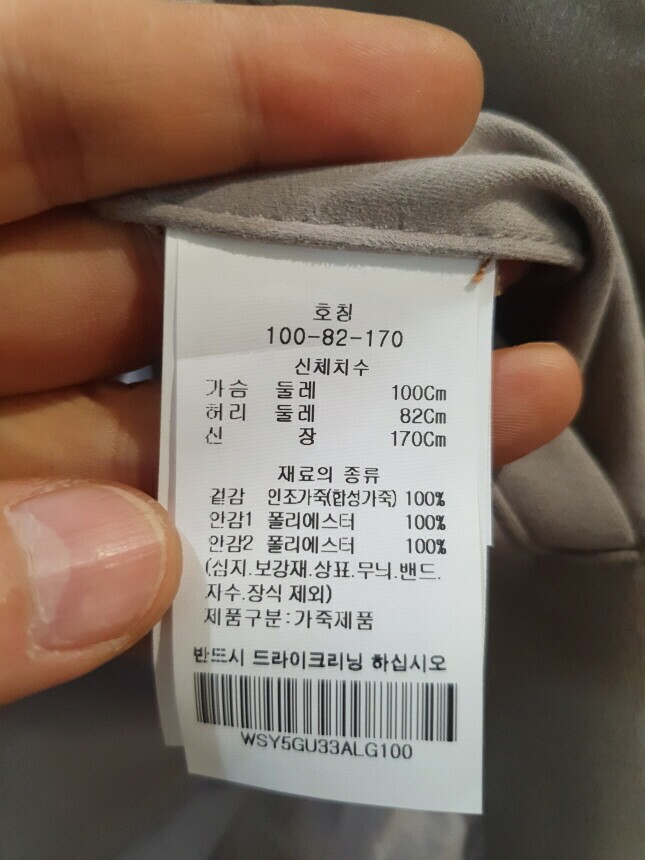 호칭
100-82-170
신체치수
가슴 둘레 100Cm
허리 둘레 82Cm
신 장 170Cm
재료의 종류
겉감 인조가죽(합성가죽) 100%
안감1 폴리에스터 100%
안감2 폴리에스터 100%
(심지.보강재.상표.무늬.밴드.
자수.장식 제외)
제품구분:가죽제품
반드시 드라이크리닝 하십시오
WSY5GU33ALG100